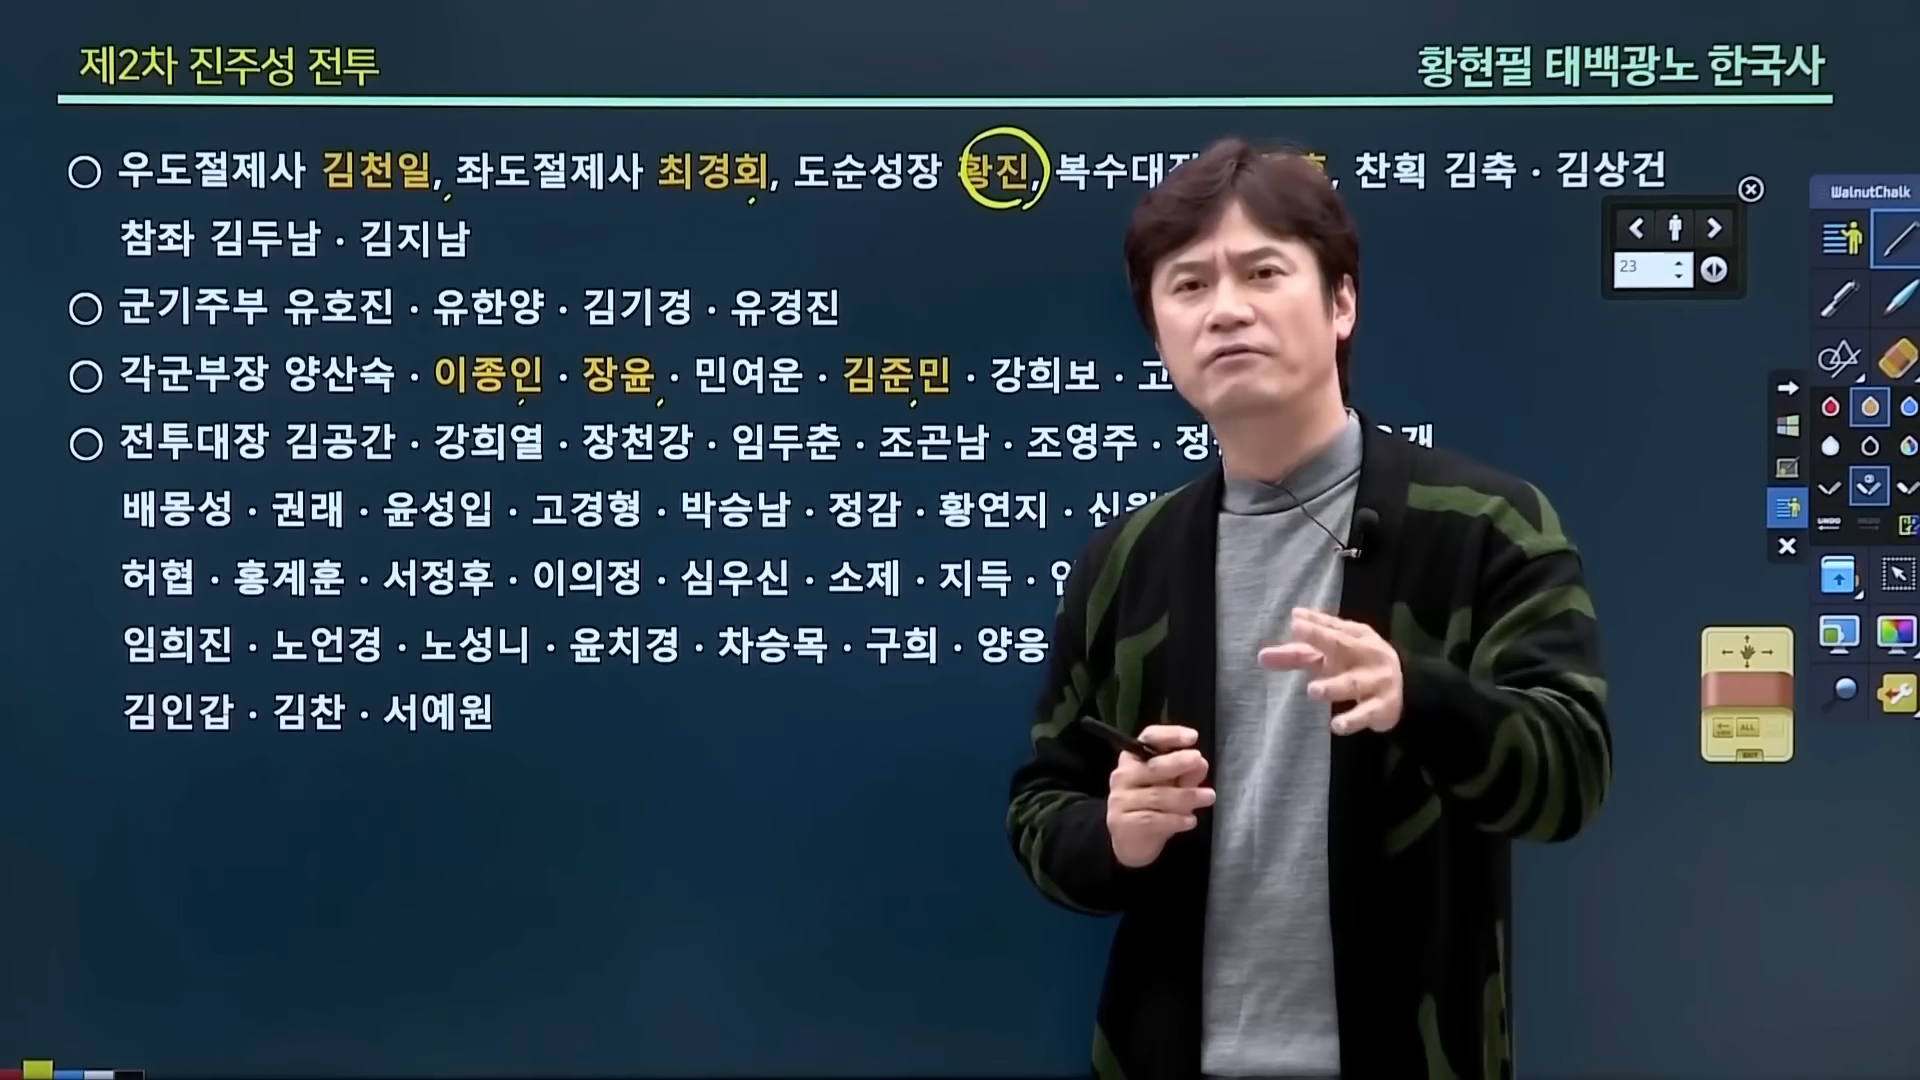 제2차 진주성 전투
황현필 태백광노 한국사
○ 우도절제사 김천일, 좌도절제사 최경회, 도순성장 황진, 복수대장 , 찬획 김축 · 김상건
참좌 김두남 · 김지남
○ 군기주부 유호진 · 유한양 · 김기경 · 유경진
○ 각군부장 양산숙 · 이종인 · 장윤 · 민여운 · 김준민 · 강희보 ·
○ 전투대장 김공간 · 강희열 · 장천강 · 임두춘 · 조곤남 · 조영주 ·
배몽성 · 권래 · 윤성입 · 고경형 · 박승남 · 정감 · 황연지 ·
허협 · 홍계훈 · 서정후 · 이의정 · 심우신 · 소제 · 지득 ·
임희진 · 노언경 · 노성니 · 윤치경 · 차승목 · 구희 · 양응
김인갑 · 김찬 · 서예원
WalnutChalk
23
UNDO
ALL
EXIT